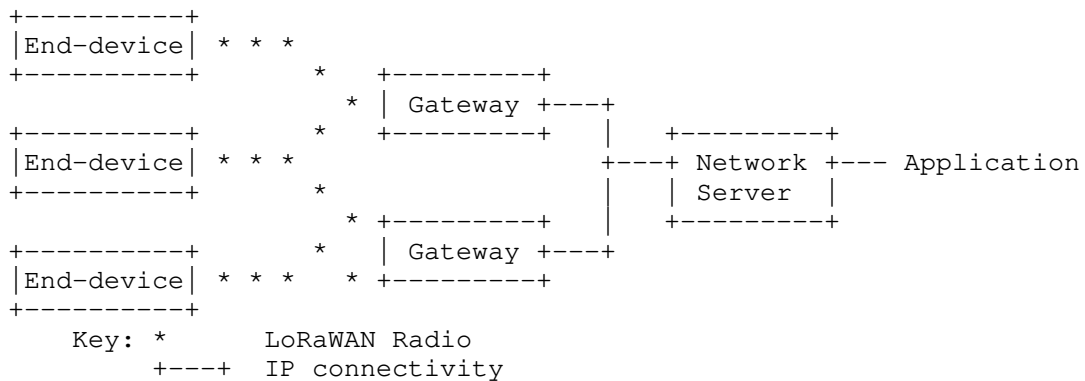 +----------+
|End-device| * * *
+----------+       *   +---------+
                     * | Gateway +---+
+----------+       *   +---------+   |   +---------+
|End-device| * * *                   +---+ Network +--- Application
+----------+       *                 |   | Server  |
                     * +---------+   |   +---------+
+----------+       *   | Gateway +---+
|End-device| * * *   * +---------+
+----------+
    Key: *      LoRaWAN Radio
         +---+  IP connectivity